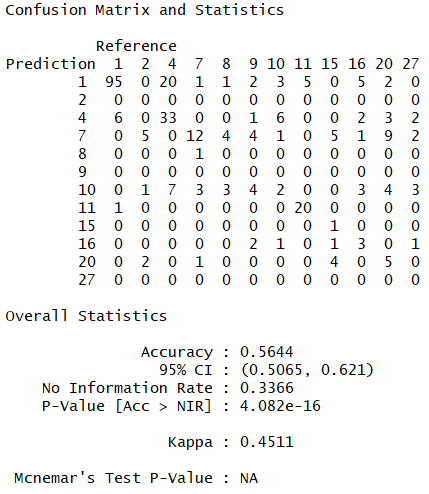 Confusion Matrix and Statistics
Reference
Prediction 1 2 4 7 8 9 10 11 15 16 20 27
1 95 0 20 1 1 2 3 5 0 5 2 0
2 0 0 0 0 0 0 0 0 0 0 0 0
4 6 0 33 0 0 1 6 0 0 2 3 2
7 0 5 0 12 4 4 1 0 5 1 9 2
8 0 0 0 1 0 0 0 0 0 0 0 0
9 0 0 0 0 0 0 0 0 0 0 0 0
10 0 1 7 3 3 4 2 0 0 3 4 3
11 1 0 0 0 0 0 0 20 0 0 0 0
15 0 0 0 0 0 0 0 0 1 0 0 0
16 0 0 0 0 0 2 1 0 1 3 0 1
20 0 2 0 1 0 0 0 0 4 0 5 0
27 0 0 0 0 0 0 0 0 0 0 0 0
Overall Statistics
Accuracy : 0.5644
95% CI : (0.5065, 0.621)
No Information Rate : 0.3366
P-Value [Acc > NIR] : 4.082e-16
Kappa : 0.4511
Mcnemar's Test P-Value : NA